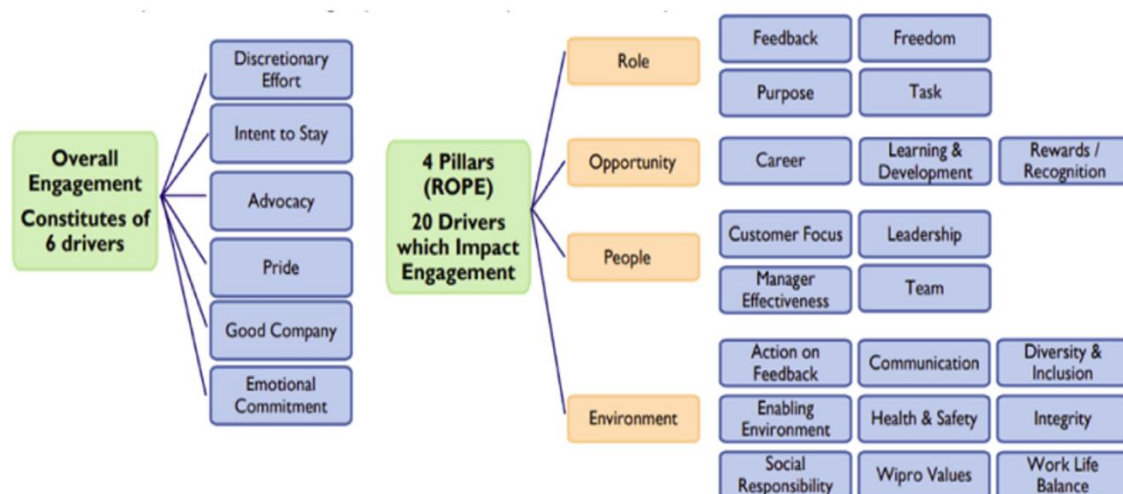 Overall
Engagement
Constitutes of
6 drivers
Discretionary
Effort
Intent to Stay
Advocacy
Pride
Good Company
Emotional
Commitment
4 Pillars
(ROPE)
20 Drivers
which Impact
Engagement
Role
Feedback
Freedom
Purpose
Task
Opportunity
Career
Learning &
Development
Rewards /
Recognition
People
Customer Focus
Leadership
Manager
Effectiveness
Team
Environment
Action on
Feedback
Communication
Diversity &
Inclusion
Enabling
Environment
Health & Safety
Integrity
Social
Responsibility
Wipro Values
Work Life
Balance